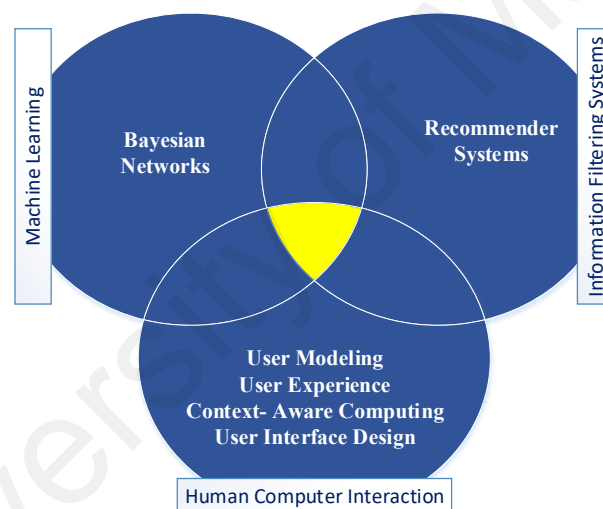 Machine Learning
Bayesian
Networks
Recommender
Systems
Information Filtering Systems
User Modeling
User Experience
Context- Aware Computing
User Interface Design
Human Computer Interaction